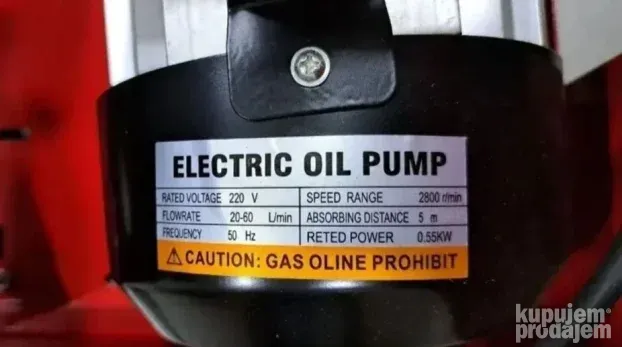 ELECTRIC OIL PUMP
RATED VOLTAGE 220 V SPEED RANGE 2800 r/min
FLOWRATE 20-60 L/min ABSORBING DISTANCE 5 m
FREQUENCY 50 Hz RETED POWER 0.55KW
⚠ CAUTION: GAS OLINE PROHIBIT
kupujem
prodajem